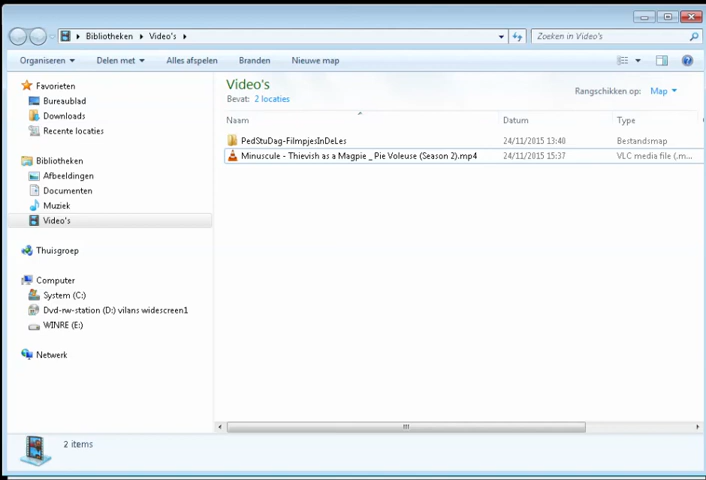 Bibliotheken ▸ Video's ▸
Zoeken in Video's
Organiseren Delen met Alles afspelen Branden Nieuwe map
Favorieten
Bureaublad
Downloads
Recente locaties
Bibliotheken
Afbeeldingen
Documenten
Muziek
Video's
Thuisgroep
Computer
System (C:)
Dvd-rw-station (D:) vilans widescreen1
WINRE (E:)
Netwerk
Video's
Bevat: 2 locaties
Rangschikken op: Map
Naam Datum Type
PedStuDag-FilmpjesInDeLes 24/11/2015 13:40 Bestandsmap
Minuscule - Thievish as a Magpie _ Pie Voleuse (Season 2).mp4 24/11/2015 15:37 VLC media file (.m...
2 items